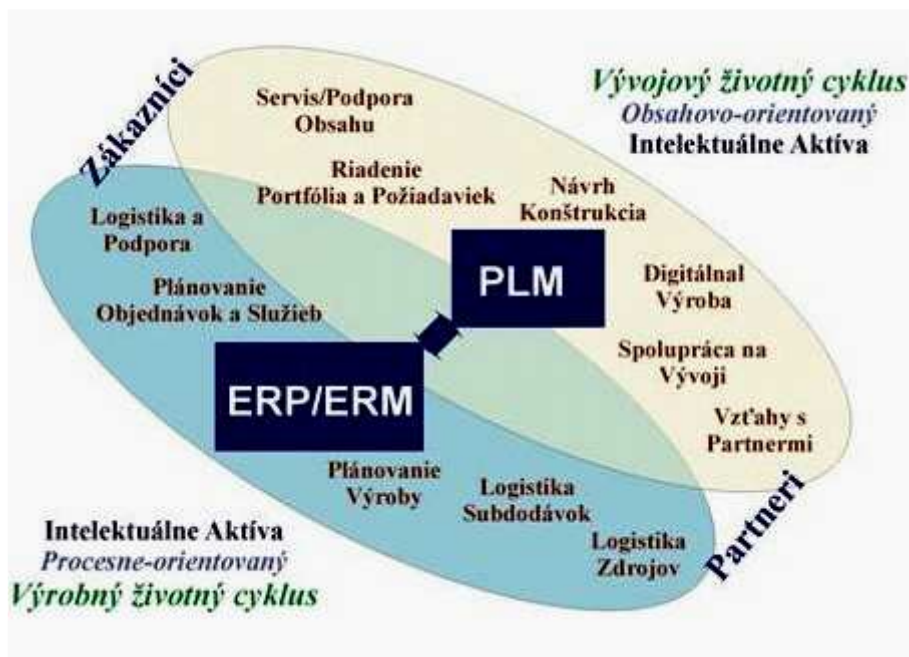 Zákazníci
Servis/Podpora
Obsahu
Riadenie
Portfólia a Požiadaviek
Vývojový životný cyklus
Obsahovo-orientovaný
Intelektuálne Aktíva
Návrh
Konštrukcia
Logistika a
Podpora
Plánovanie
Objednávok a Služieb
PLM
Digitálnal
Výroba
Spolupráca na
Vývoji
Vzťahy s
Partnermi
ERP/ERM
Plánovanie
Výroby
Logistika
Subdodávok
Logistika
Zdrojov
Partneri
Intelektuálne Aktíva
Procesne-orientovaný
Výrobný životný cyklus